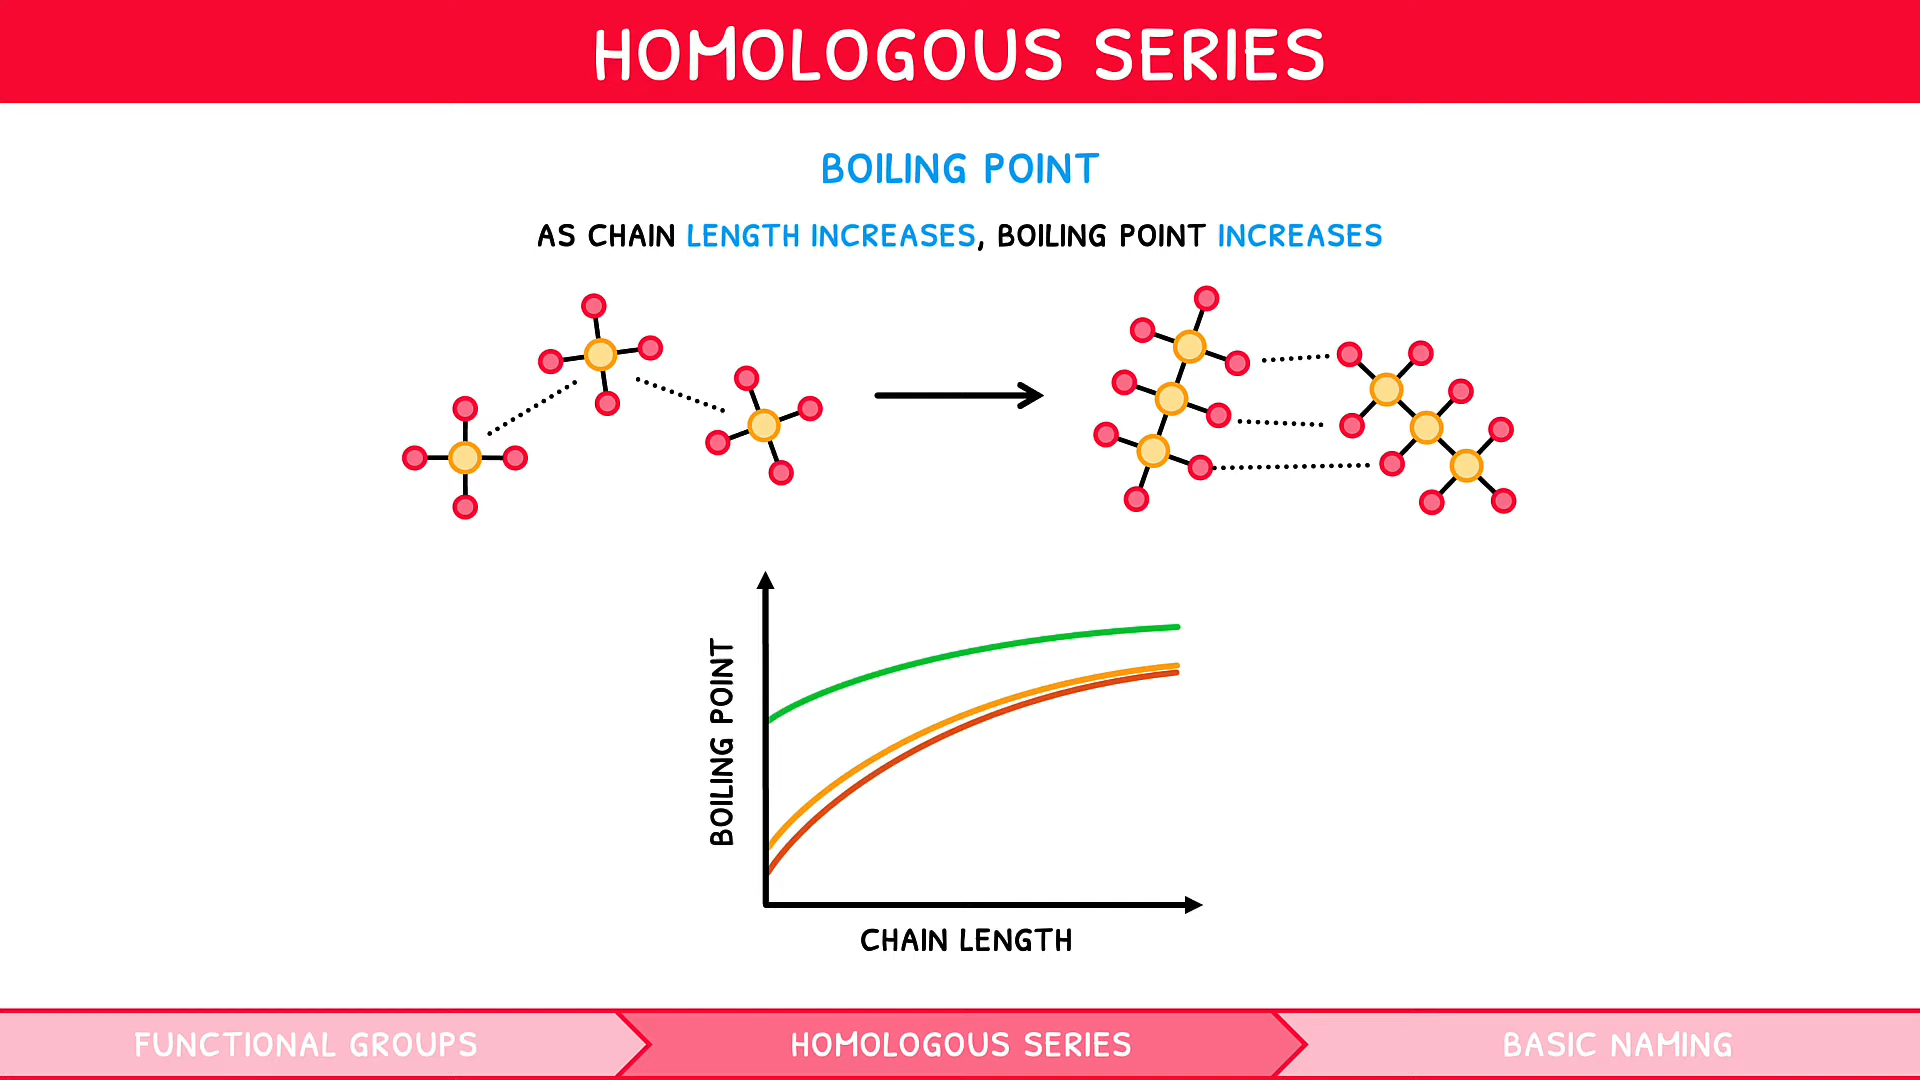 HOMOLOGOUS SERIES
BOILING POINT
AS CHAIN LENGTH INCREASES, BOILING POINT INCREASES
BOILING POINT
CHAIN LENGTH
FUNCTIONAL GROUPS
HOMOLOGOUS SERIES
BASIC NAMING